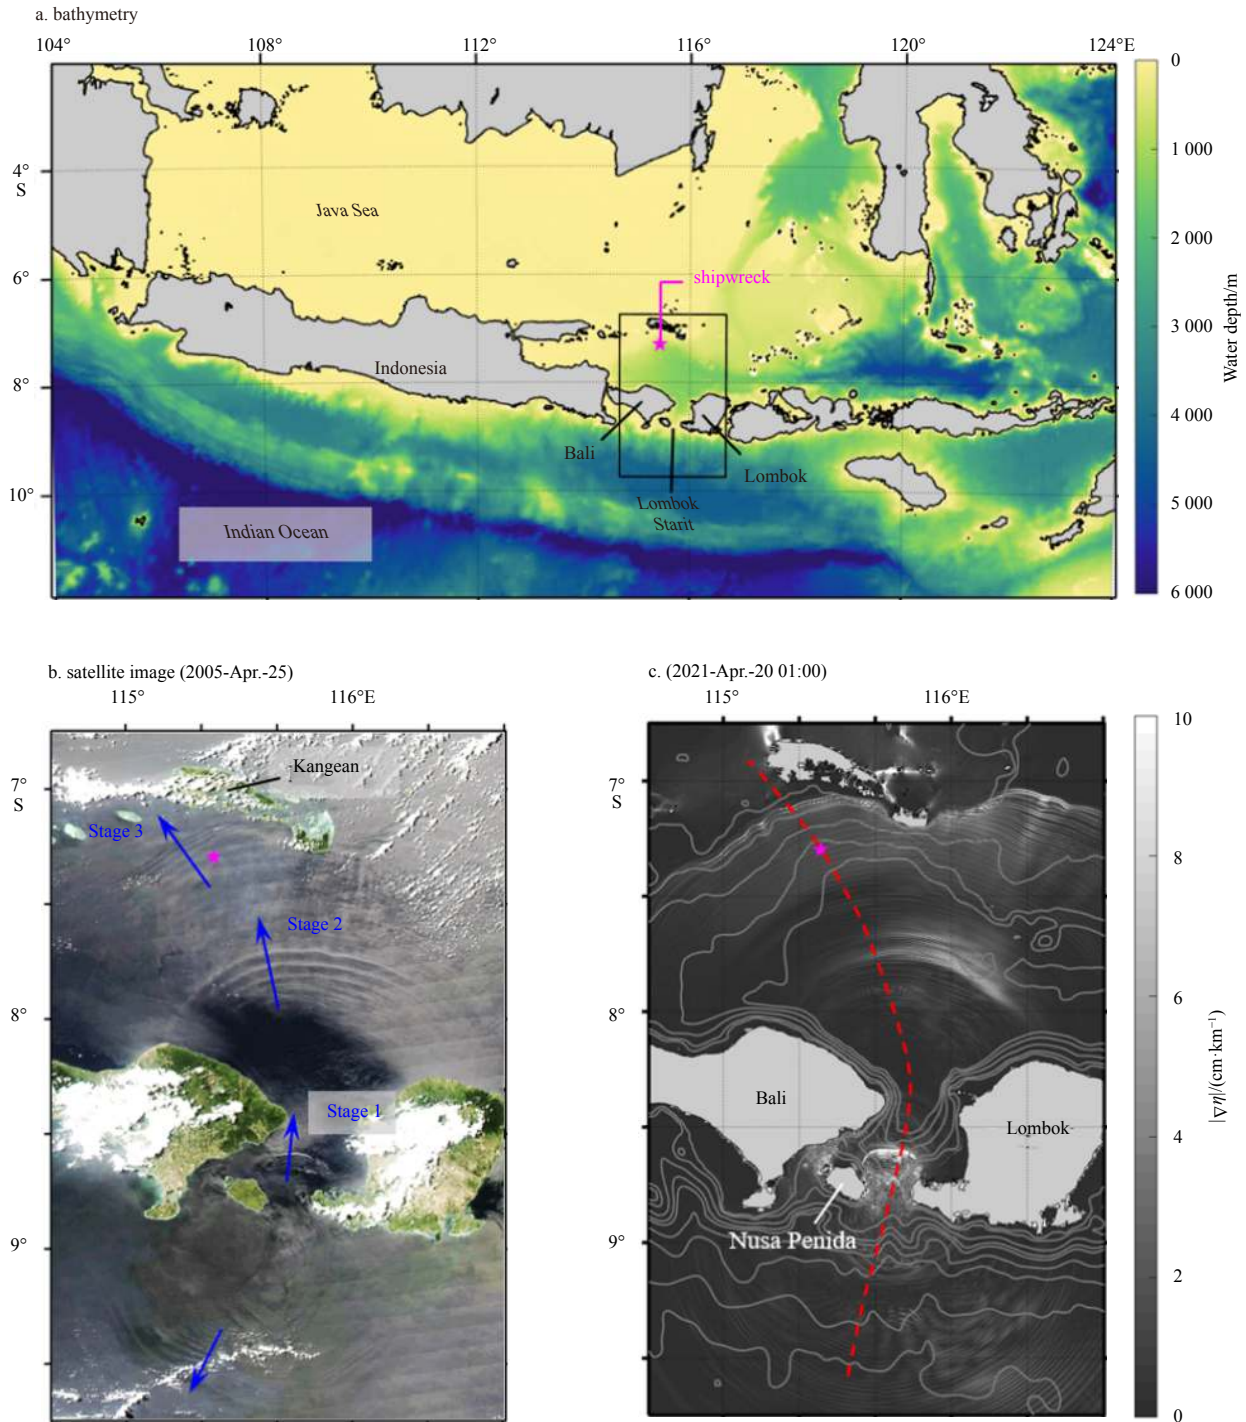 a. bathymetry
104° 108° 112° 116° 120° 124°E
4°
S
6°
8°
10°
Java Sea
shipwreck
Indonesia
Bali
Lombok
Lombok
Starit
Indian Ocean
0
1 000
2 000
3 000
4 000
5 000
6 000
Water depth/m
b. satellite image (2005-Apr.-25)
115° 116°E
7°
S
8°
9°
Kangean
Stage 3
Stage 2
Stage 1
c. (2021-Apr.-20 01:00)
115° 116°E
7°
S
8°
9°
Bali
Lombok
Nusa Penida
10
8
6
4
2
0
|∇η|/(cm·km⁻¹)